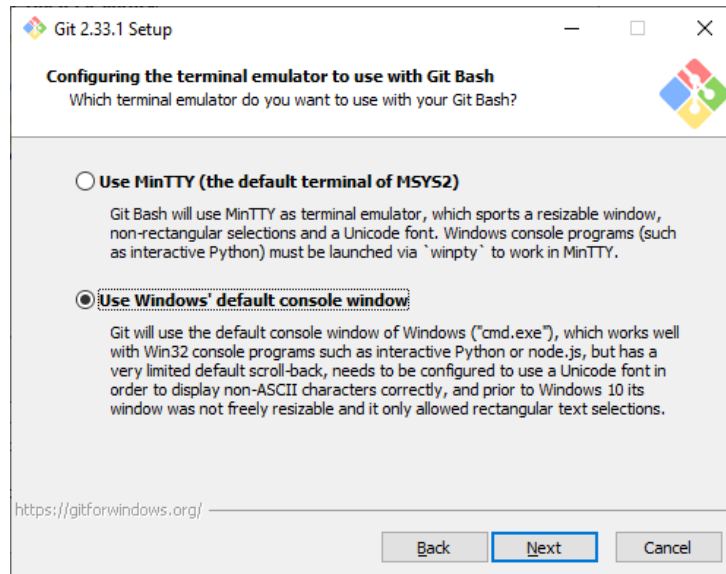 Git 2.33.1 Setup
Configuring the terminal emulator to use with Git Bash
Which terminal emulator do you want to use with your Git Bash?
Use MinTTY (the default terminal of MSYS2)
Git Bash will use MinTTY as terminal emulator, which sports a resizable window,
non-rectangular selections and a Unicode font. Windows console programs (such
as interactive Python) must be launched via `winpty` to work in MinTTY.
Use Windows' default console window
Git will use the default console window of Windows ("cmd.exe"), which works well
with Win32 console programs such as interactive Python or node.js, but has a
very limited default scroll-back, needs to be configured to use a Unicode font in
order to display non-ASCII characters correctly, and prior to Windows 10 its
window was not freely resizable and it only allowed rectangular text selections.
https://gitforwindows.org/
Back Next Cancel